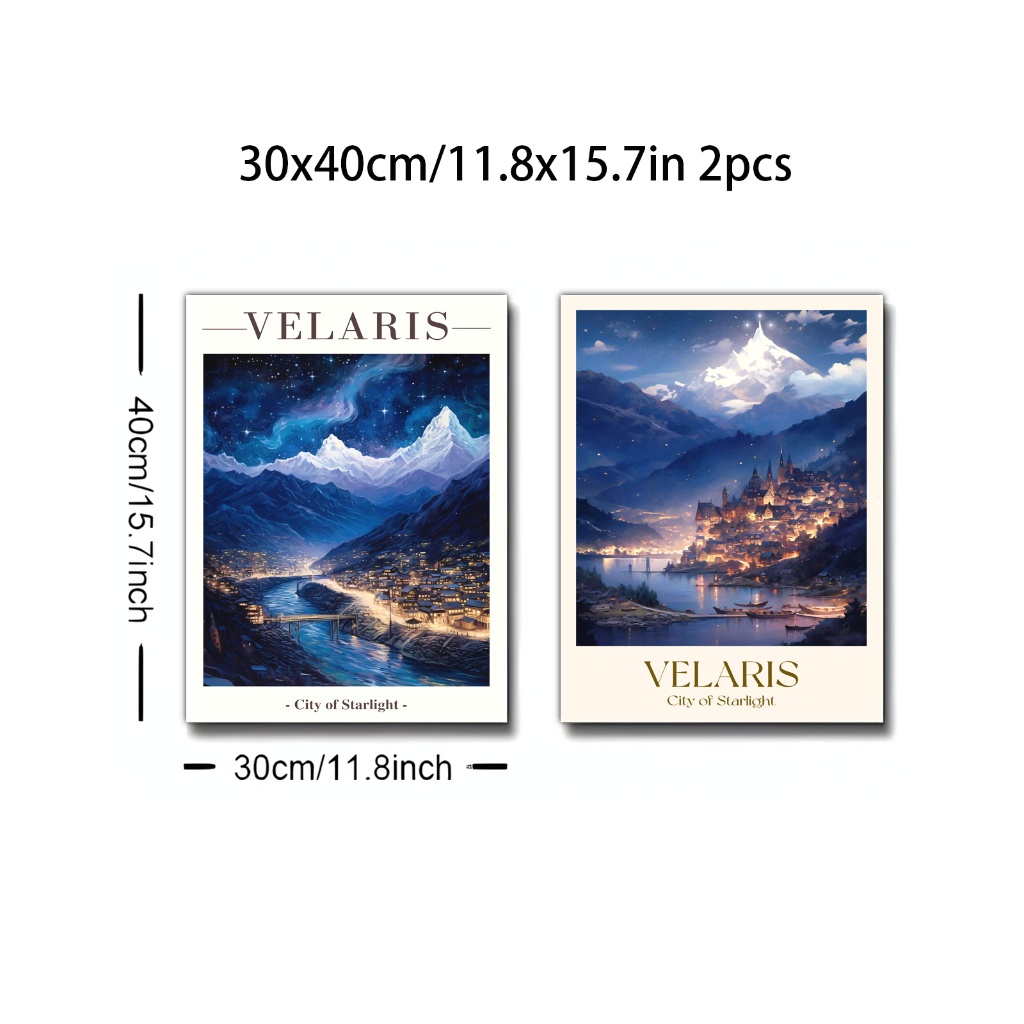 30x40cm/11.8x15.7in 2pcs
VELARIS
- City of Starlight -
VELARIS
City of Starlight
40cm/15.7inch
30cm/11.8inch